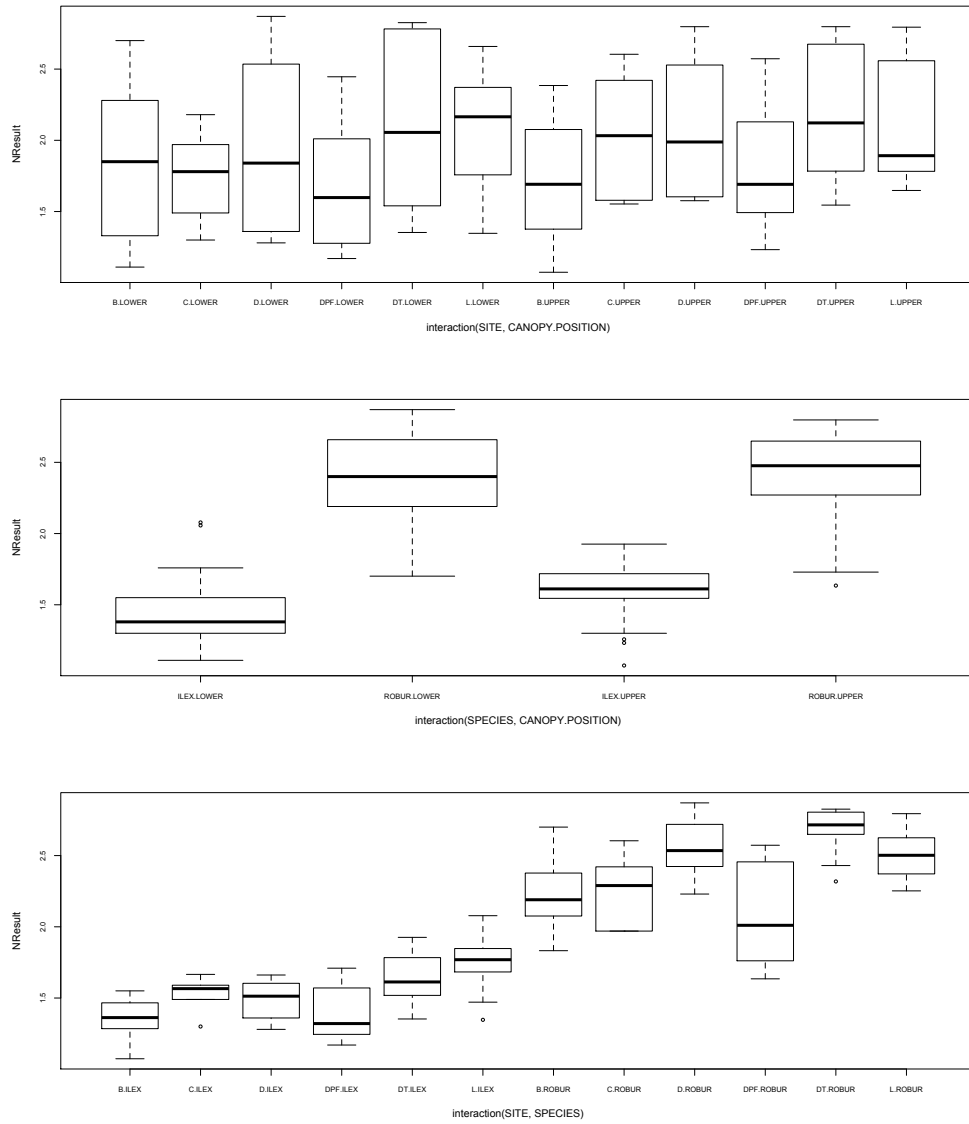 NResult
2.5
2.0
1.5
B.LOWER C.LOWER D.LOWER DPF.LOWER DT.LOWER L.LOWER B.UPPER C.UPPER D.UPPER DPF.UPPER DT.UPPER L.UPPER
interaction(SITE, CANOPY.POSITION)
NResult
2.5
2.0
1.5
ILEX.LOWER ROBUR.LOWER ILEX.UPPER ROBUR.UPPER
interaction(SPECIES, CANOPY.POSITION)
NResult
2.5
2.0
1.5
B.ILEX C.ILEX D.ILEX DPF.ILEX DT.ILEX L.ILEX B.ROBUR C.ROBUR D.ROBUR DPF.ROBUR DT.ROBUR L.ROBUR
interaction(SITE, SPECIES)